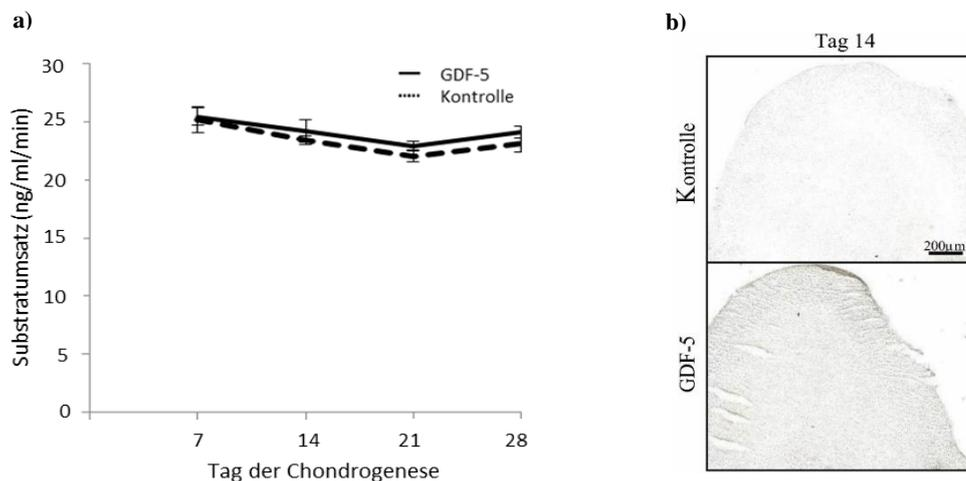 a)
30
25
20
15
10
5
0
Substratumsatz (ng/ml/min)
GDF-5
Kontrolle
7 14 21 28
Tag der Chondrogenese
b)
Tag 14
Kontrolle
200µm
GDF-5